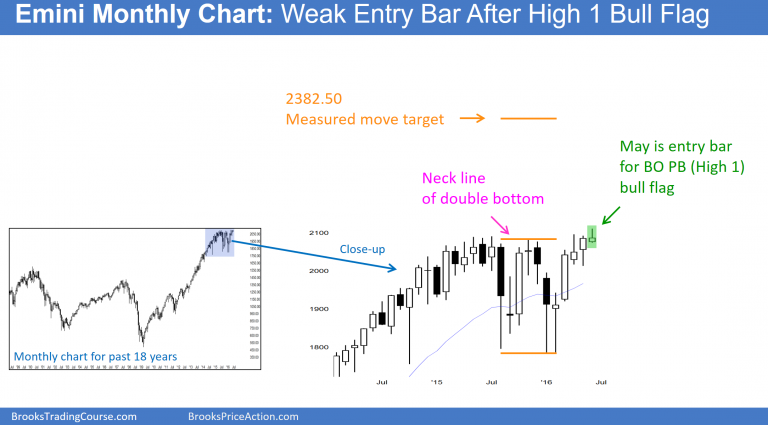 Emini Monthly Chart: Weak Entry Bar After High 1 Bull Flag
2382.50
Measured move target
May is entry bar
for BO PB (High 1)
bull flag
Neck line
of double bottom
Close-up
2100
2000
1900
1800
Jul
'15
Jul
'16
Jul
Monthly chart for past 18 years
BrooksTradingCourse.com
BrooksPriceAction.com